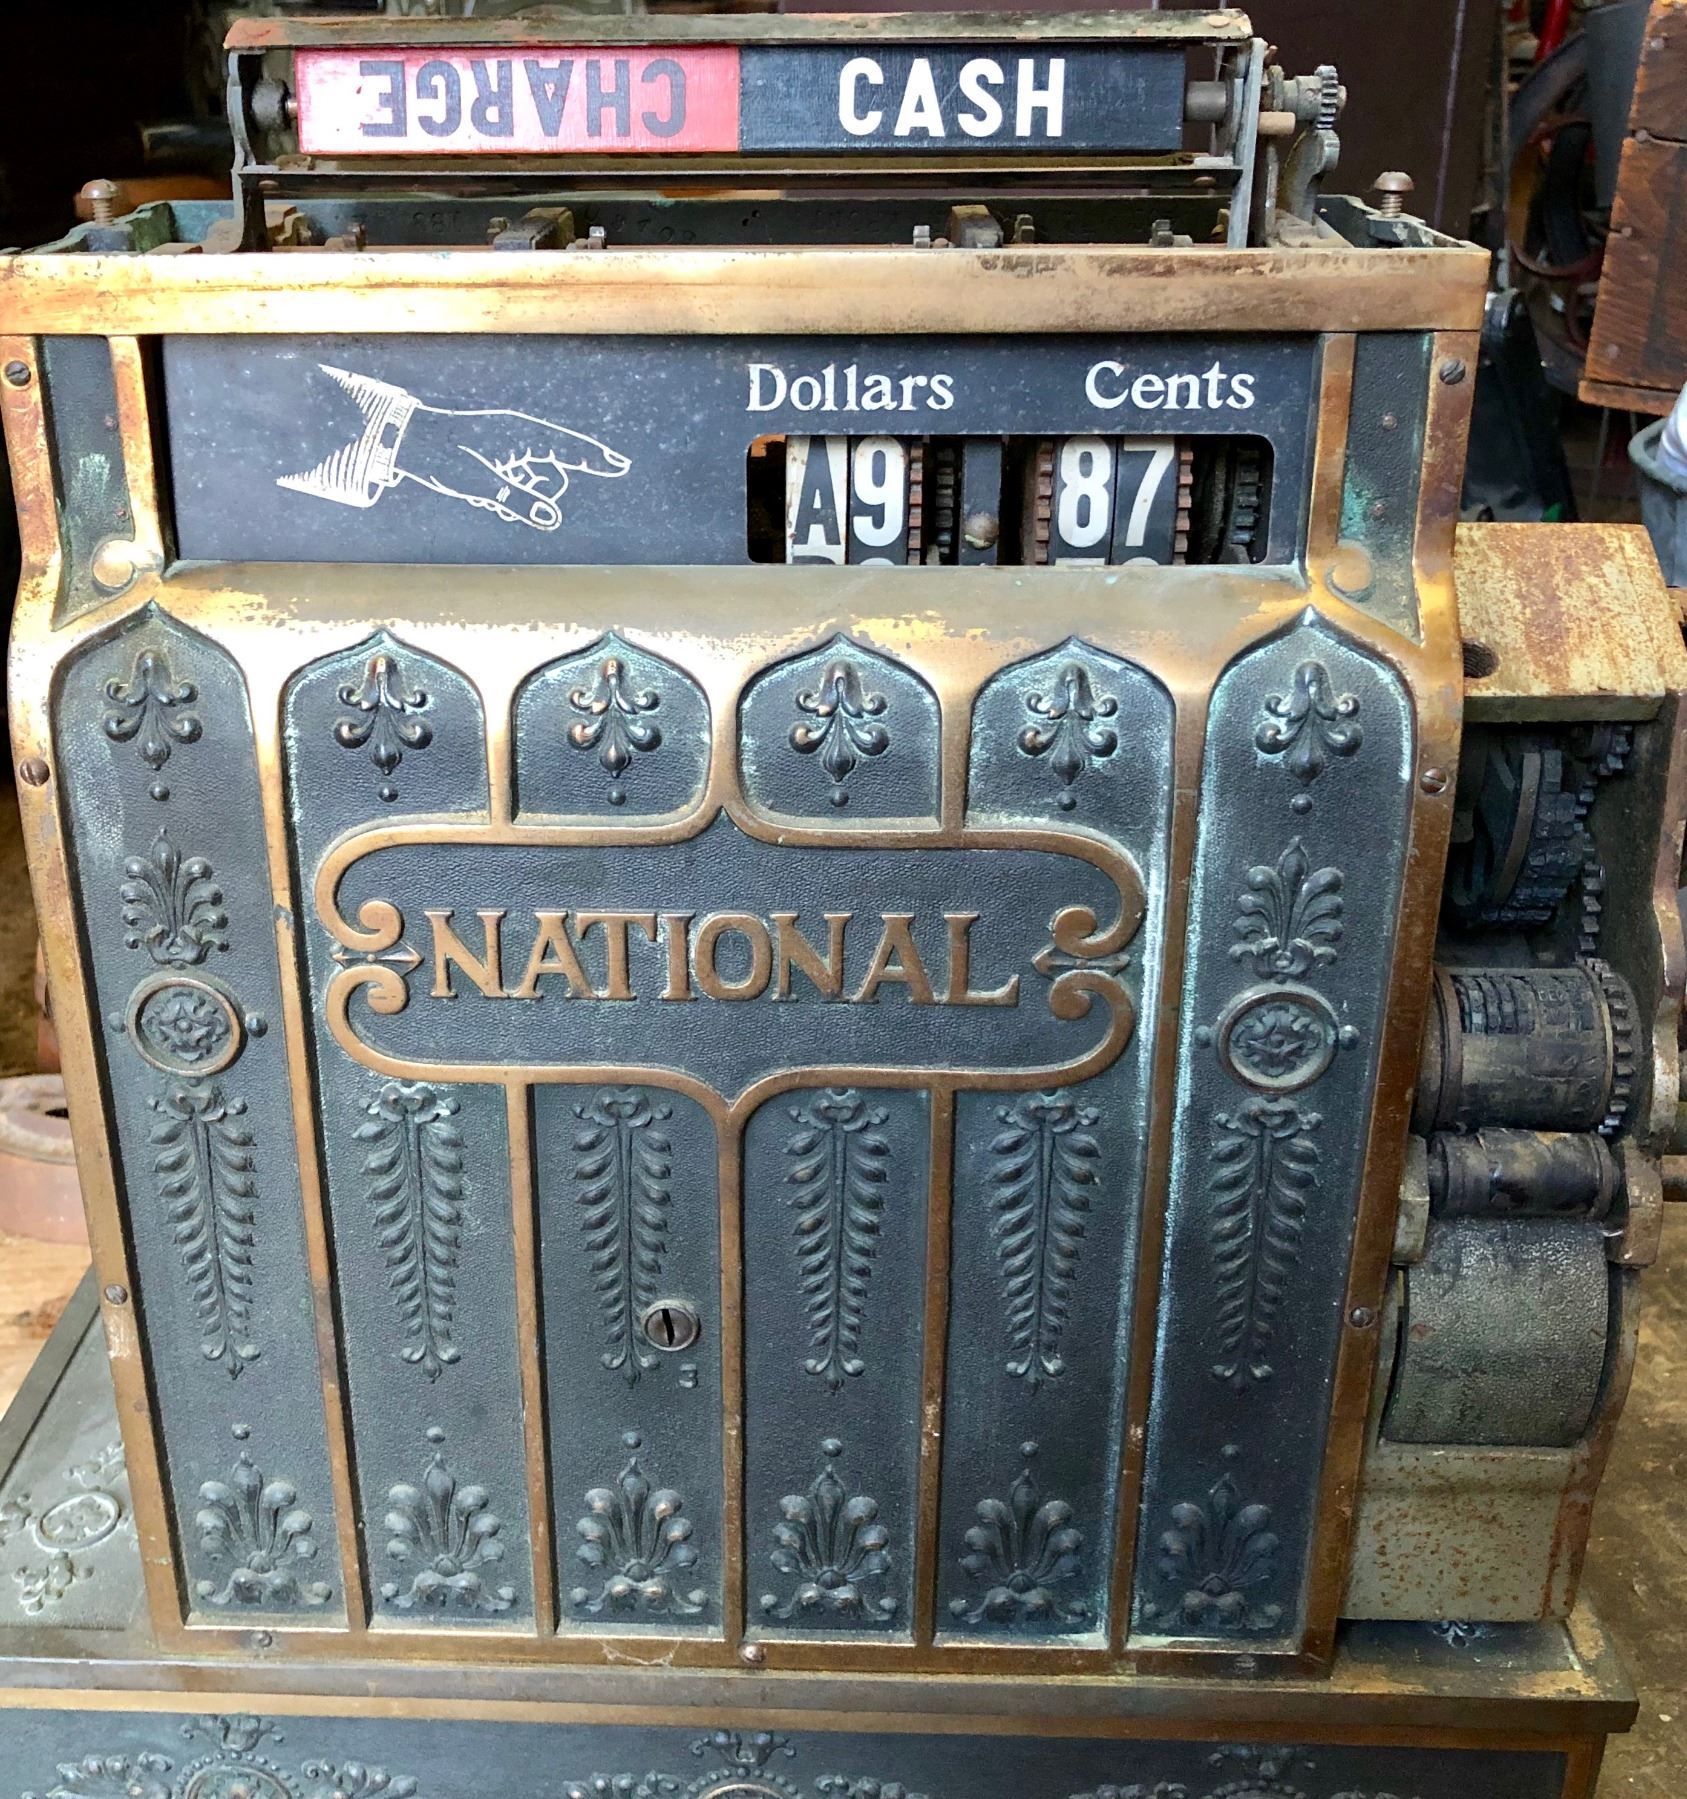 CHARGE CASH
Dollars Cents
A9 87
NATIONAL